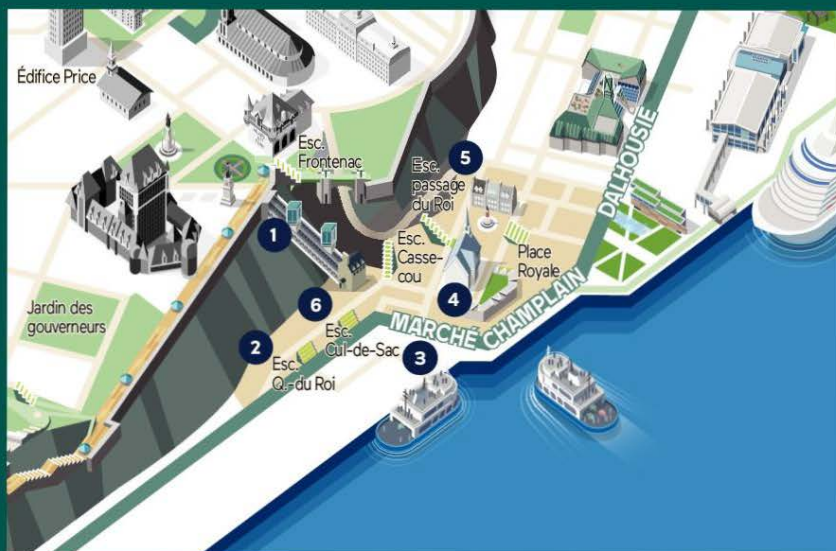 Édifice Price
Esc.
Frontenac
5
Esc.
passage
du Roi
DALHOUSIE
1
Esc.
Casse-
cou
Place
Royale
Jardin des
gouverneurs
6
4
MARCHÉ CHAMPLAIN
2
Esc.
Cul-de-Sac
3
Esc.
Q.-du Roi